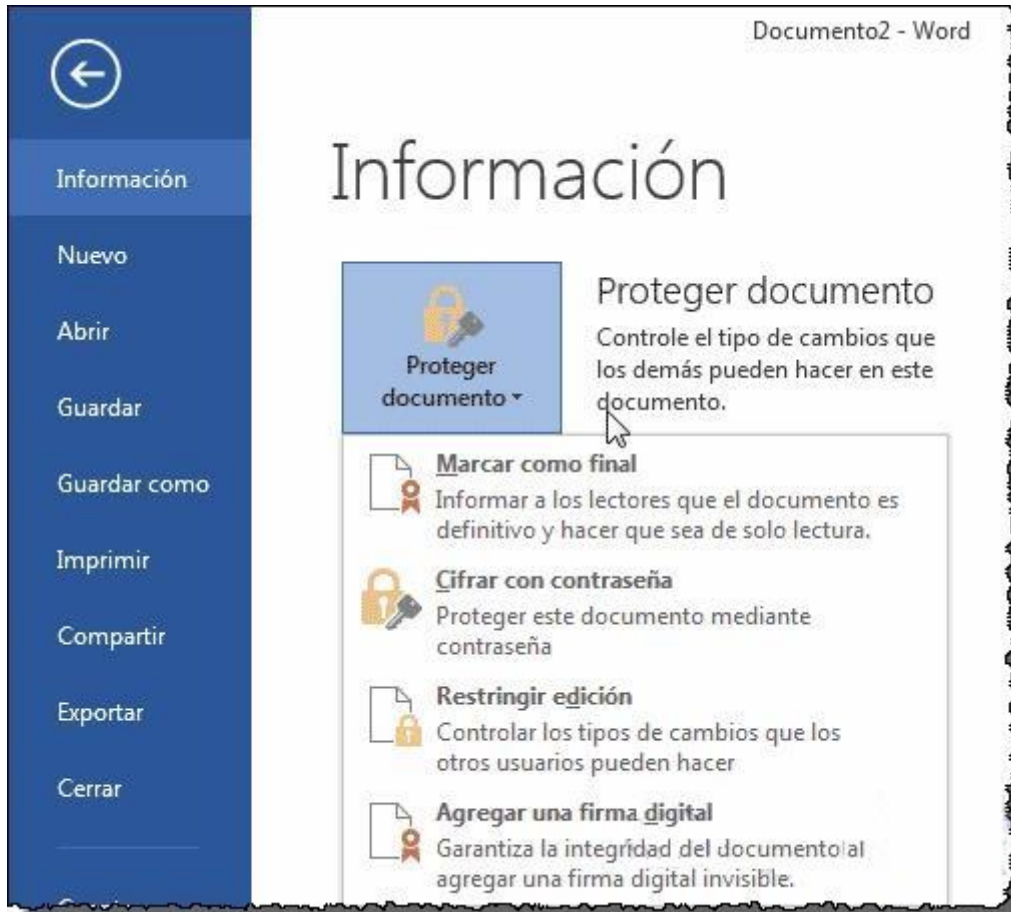 Documento2 - Word
Información
Nuevo
Abrir
Guardar
Guardar como
Imprimir
Compartir
Exportar
Cerrar
Información
Proteger
documento
Proteger documento
Controle el tipo de cambios que
los demás pueden hacer en este
documento.
Marcar como final
Informar a los lectores que el documento es
definitivo y hacer que sea de solo lectura.
Cifrar con contraseña
Proteger este documento mediante
contraseña
Restringir edición
Controlar los tipos de cambios que los
otros usuarios pueden hacer
Agregar una firma digital
Garantiza la integridad del documento al
agregar una firma digital invisible.